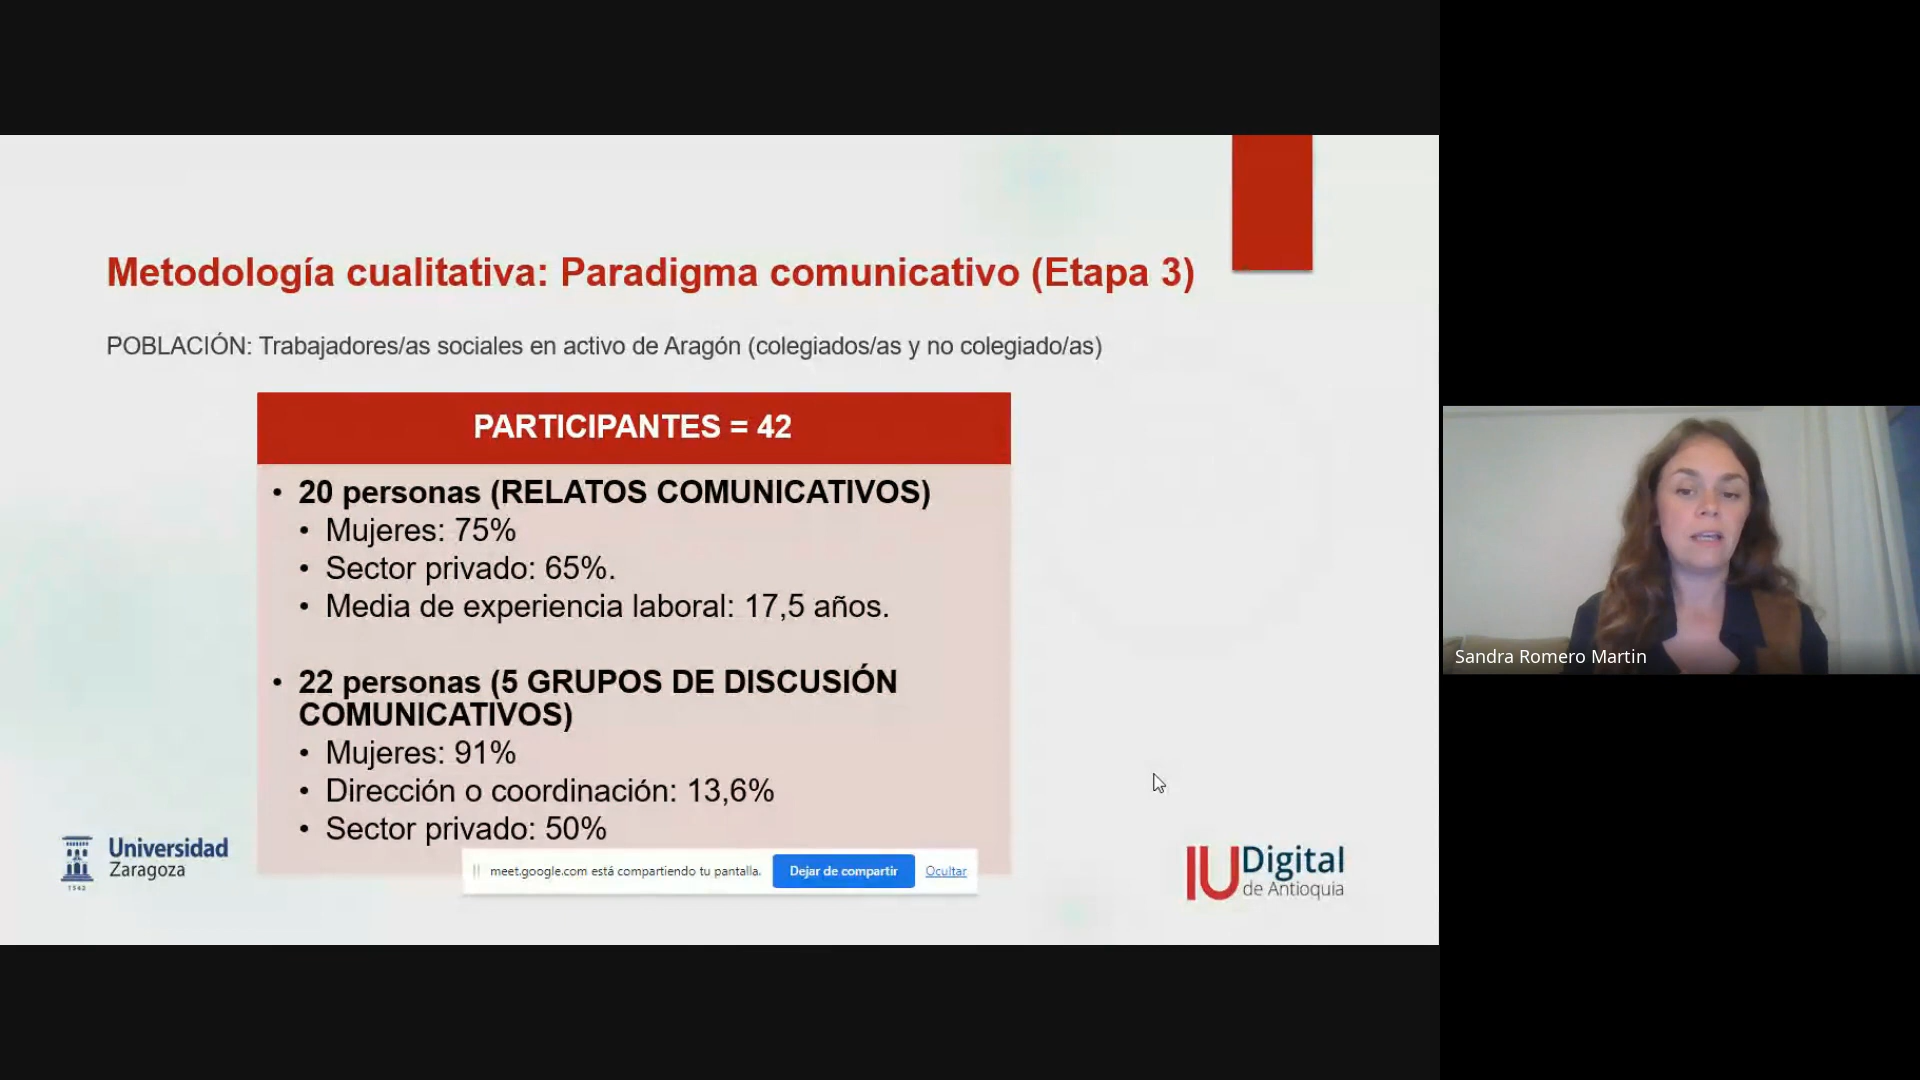 Metodología cualitativa: Paradigma comunicativo (Etapa 3)
POBLACIÓN: Trabajadores/as sociales en activo de Aragón (colegiados/as y no colegiado/as)
PARTICIPANTES = 42
• 20 personas (RELATOS COMUNICATIVOS)
• Mujeres: 75%
• Sector privado: 65%.
• Media de experiencia laboral: 17,5 años.
• 22 personas (5 GRUPOS DE DISCUSIÓN
COMUNICATIVOS)
• Mujeres: 91%
• Dirección o coordinación: 13,6%
• Sector privado: 50%
Universidad
Zaragoza
1542
meet.google.com está compartiendo tu pantalla.
Dejar de compartir
Ocultar
IU Digital
de Antioquia
Sandra Romero Martin